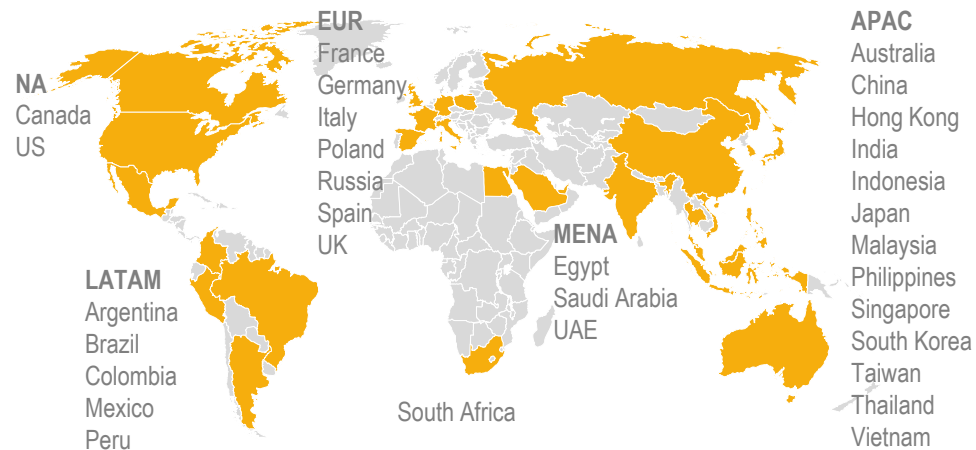 NA
Canada
US
LATAM
Argentina
Brazil
Colombia
Mexico
Peru
EUR
France
Germany
Italy
Poland
Russia
Spain
UK
MENA
Egypt
Saudi Arabia
UAE
South Africa
APAC
Australia
China
Hong Kong
India
Indonesia
Japan
Malaysia
Philippines
Singapore
South Korea
Taiwan
Thailand
Vietnam